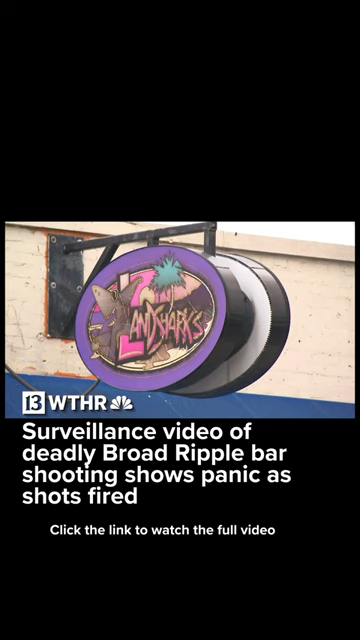 LANDSHARKS
13 WTHR
Surveillance video of
deadly Broad Ripple bar
shooting shows panic as
shots fired
Click the link to watch the full video